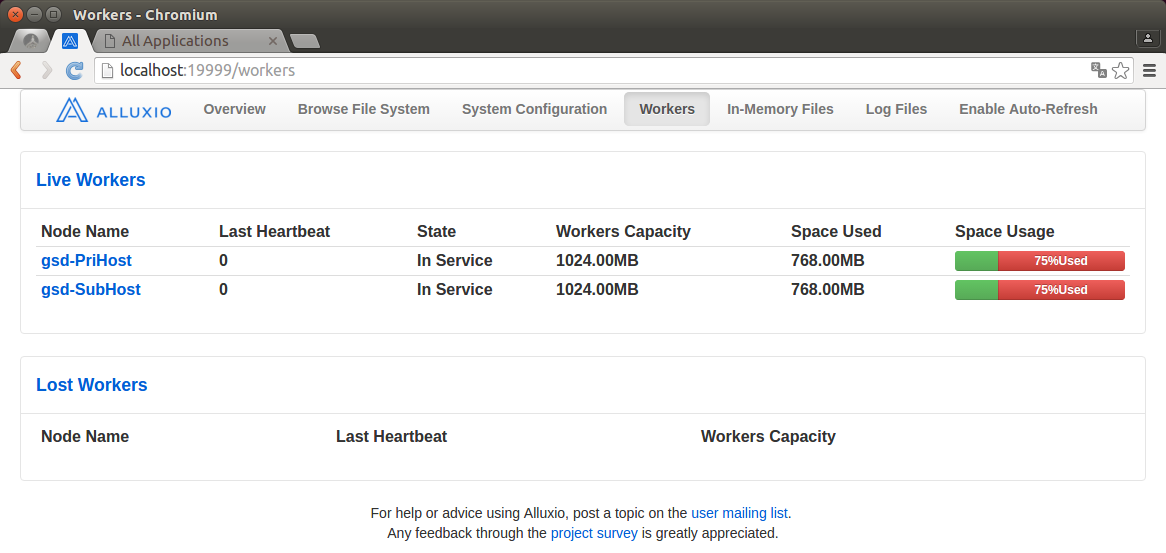 Workers - Chromium
All Applications
localhost:19999/workers
ALLUXIO Overview Browse File System System Configuration Workers In-Memory Files Log Files Enable Auto-Refresh
Live Workers
Node Name Last Heartbeat State Workers Capacity Space Used Space Usage
gsd-PriHost 0 In Service 1024.00MB 768.00MB 75%Used
gsd-SubHost 0 In Service 1024.00MB 768.00MB 75%Used
Lost Workers
Node Name Last Heartbeat Workers Capacity
For help or advice using Alluxio, post a topic on the user mailing list.
Any feedback through the project survey is greatly appreciated.